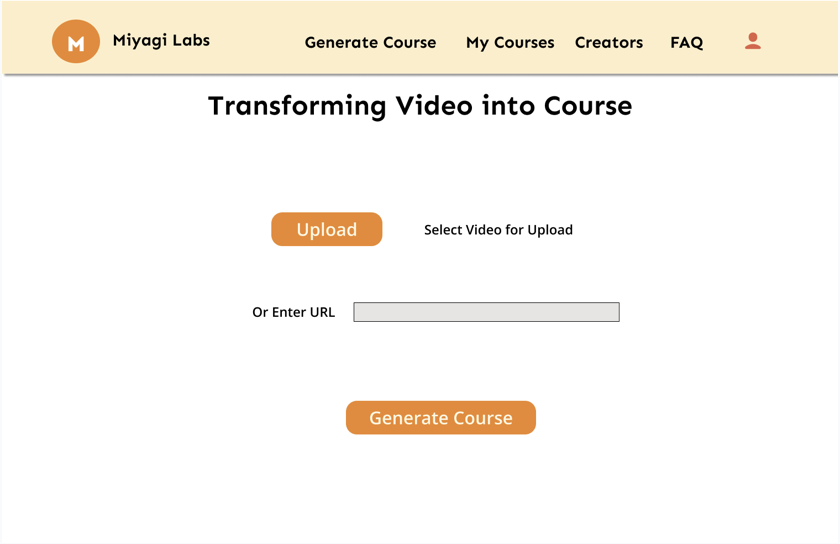 M Miyagi Labs Generate Course My Courses Creators FAQ
Transforming Video into Course
Upload Select Video for Upload
Or Enter URL
Generate Course